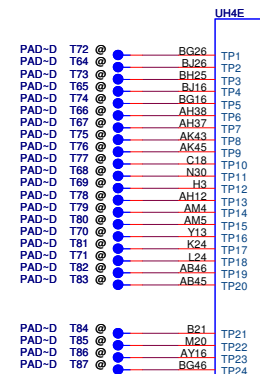 UH4E
PAD~D T72 @ BG26 TP1
PAD~D T64 @ BJ26 TP2
PAD~D T73 @ BH25 TP3
PAD~D T65 @ BJ16 TP4
PAD~D T74 @ BG16 TP5
PAD~D T66 @ AH38 TP6
PAD~D T67 @ AH37 TP7
PAD~D T75 @ AK43 TP8
PAD~D T76 @ AK45 TP9
PAD~D T77 @ C18 TP10
PAD~D T68 @ N30 TP11
PAD~D T69 @ H3 TP12
PAD~D T78 @ AH12 TP13
PAD~D T79 @ AM4 TP14
PAD~D T80 @ AM5 TP15
PAD~D T70 @ Y13 TP16
PAD~D T81 @ K24 TP17
PAD~D T71 @ L24 TP18
PAD~D T82 @ AB46 TP19
PAD~D T83 @ AB45 TP20
PAD~D T84 @ B21 TP21
PAD~D T85 @ M20 TP22
PAD~D T86 @ AY16 TP23
PAD~D T87 @ BG46 TP24